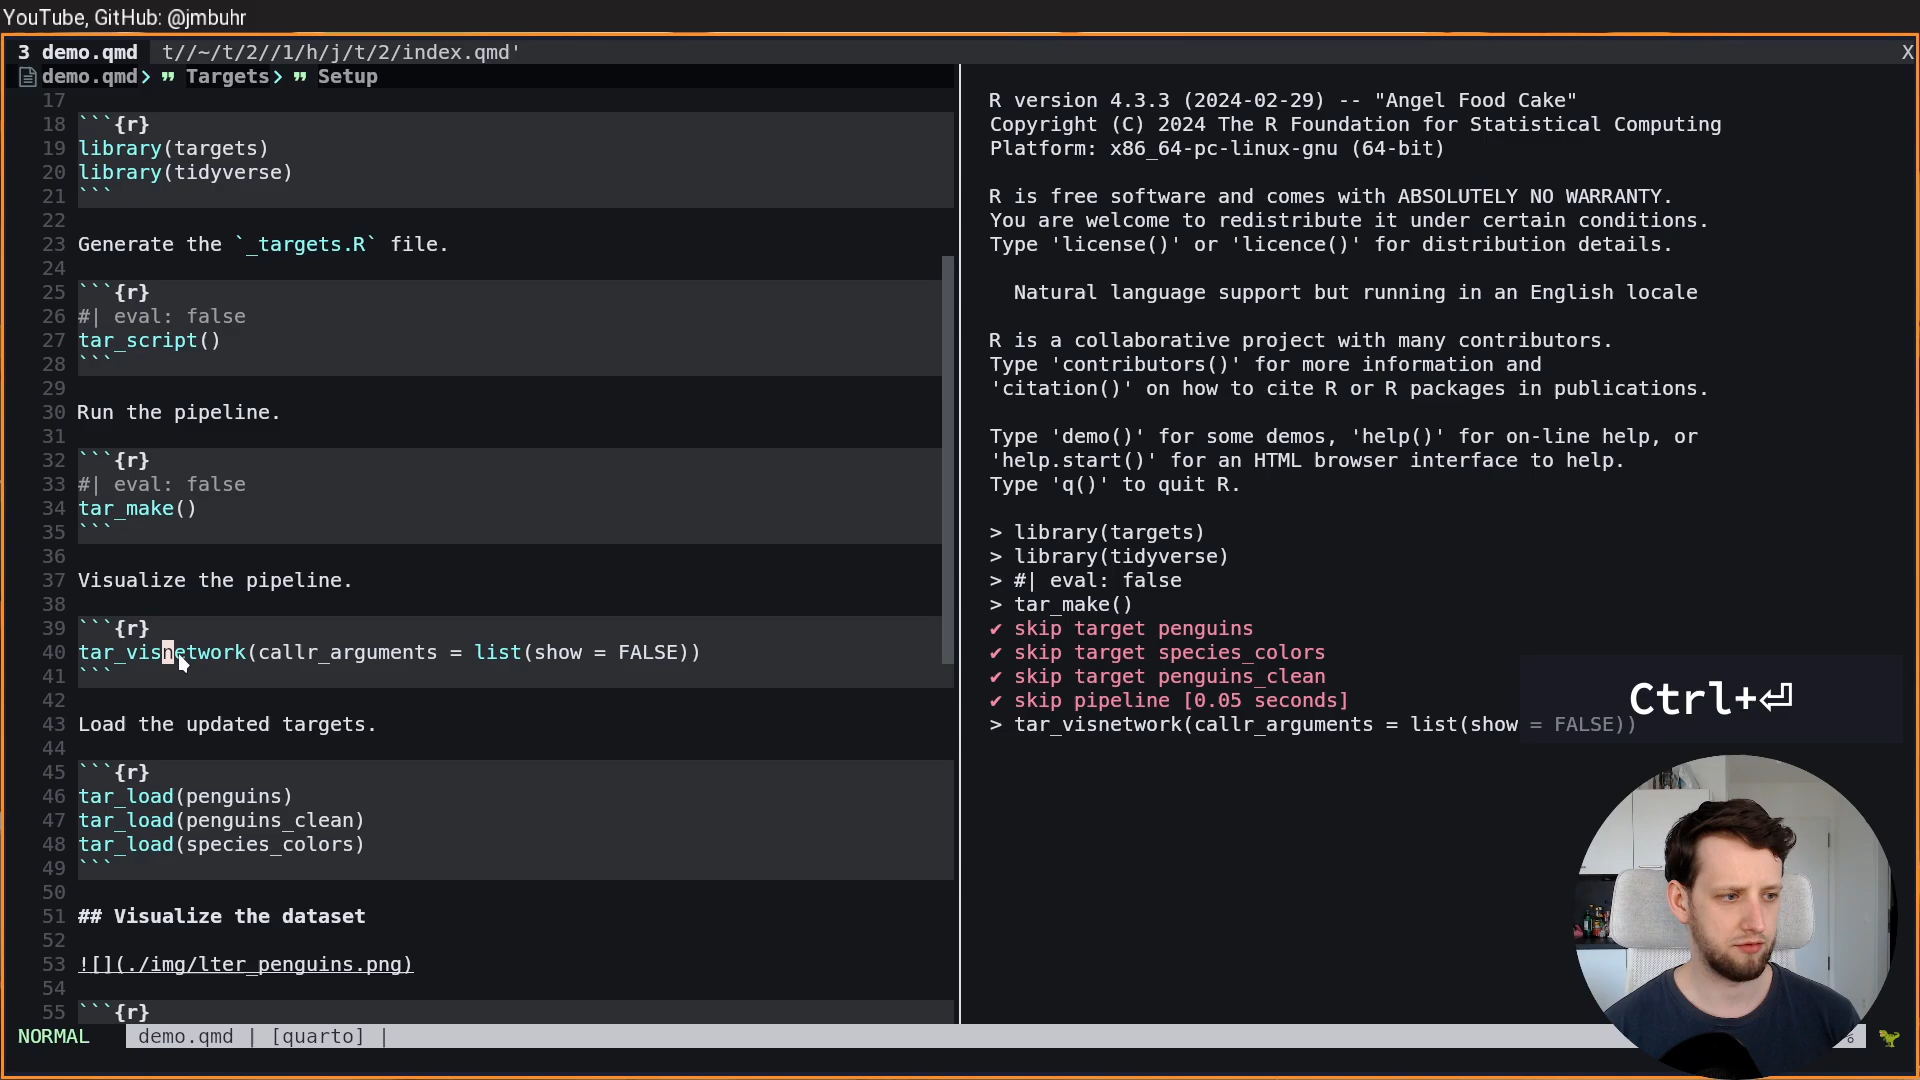 YouTube, GitHub: @jmbuhr
3 demo.qmd t//~/t/2//1/h/j/t/2/index.qmd' X
demo.qmd> " Targets> " Setup
17
18 ```{r}
19 library(targets)
20 library(tidyverse)
21 ```
22
23 Generate the `_targets.R` file.
24
25 ```{r}
26 #| eval: false
27 tar_script()
28 ```
29
30 Run the pipeline.
31
32 ```{r}
33 #| eval: false
34 tar_make()
35 ```
36
37 Visualize the pipeline.
38
39 ```{r}
40 tar_visnetwork(callr_arguments = list(show = FALSE))
41 ```
42
43 Load the updated targets.
44
45 ```{r}
46 tar_load(penguins)
47 tar_load(penguins_clean)
48 tar_load(species_colors)
49 ```
50
51 ## Visualize the dataset
52
53 ![](./img/lter_penguins.png)
54
55 ```{r}
R version 4.3.3 (2024-02-29) -- "Angel Food Cake"
Copyright (C) 2024 The R Foundation for Statistical Computing
Platform: x86_64-pc-linux-gnu (64-bit)
R is free software and comes with ABSOLUTELY NO WARRANTY.
You are welcome to redistribute it under certain conditions.
Type 'license()' or 'licence()' for distribution details.
Natural language support but running in an English locale
R is a collaborative project with many contributors.
Type 'contributors()' for more information and
'citation()' on how to cite R or R packages in publications.
Type 'demo()' for some demos, 'help()' for on-line help, or
'help.start()' for an HTML browser interface to help.
Type 'q()' to quit R.
> library(targets)
> library(tidyverse)
> #| eval: false
> tar_make()
✔ skip target penguins
✔ skip target species_colors
✔ skip target penguins_clean
✔ skip pipeline [0.05 seconds]
> tar_visnetwork(callr_arguments = list(show = FALSE))
Ctrl+⏎
NORMAL demo.qmd | [quarto] |